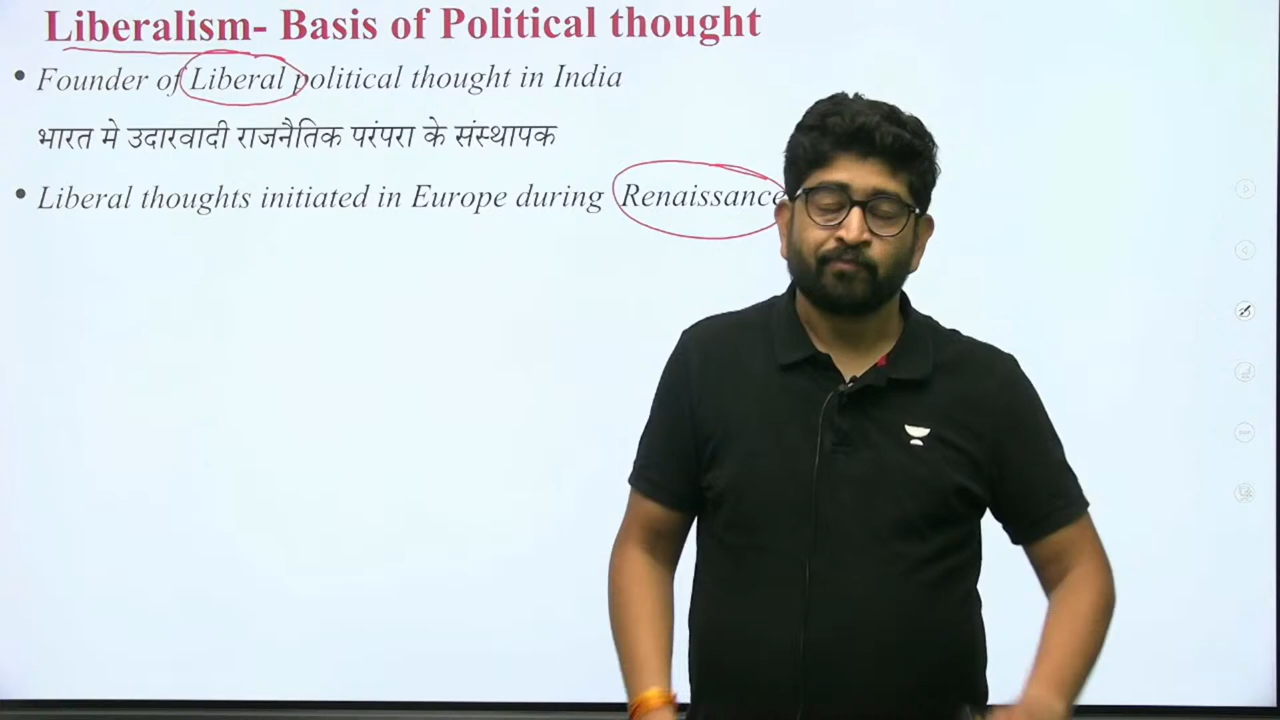 Liberalism- Basis of Political thought
• Founder of Liberal political thought in India
भारत मे उदारवादी राजनैतिक परंपरा के संस्थापक
• Liberal thoughts initiated in Europe during Renaissance